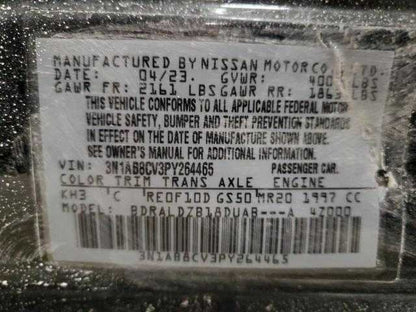 MANUFACTURED BY NISSAN MOTOR CO. LTD.
DATE: 04/23. GVWR: LBS
GAWR FR: 2161 LBS GAWR RR: 1863 LBS
THIS VEHICLE CONFORMS TO ALL APPLICABLE FEDERAL MOTOR
VEHICLE SAFETY, BUMPER AND THEFT PREVENTION STANDARDS
IN EFFECT ON THE DATE OF MANUFACTURE SHOWN ABOVE.
SEE OWNER'S MANUAL FOR ADDITIONAL INFORMATION.
VIN: 3N1AB8CV3PY264465 PASSENGER CAR.
COLOR TRIM TRANS AXLE ENGINE
KH3 C RE0F10D GS50 MR20 1997 CC
MODEL: BDRALDZB18DUAB---A 47000
3N1AB8CV3PY264465